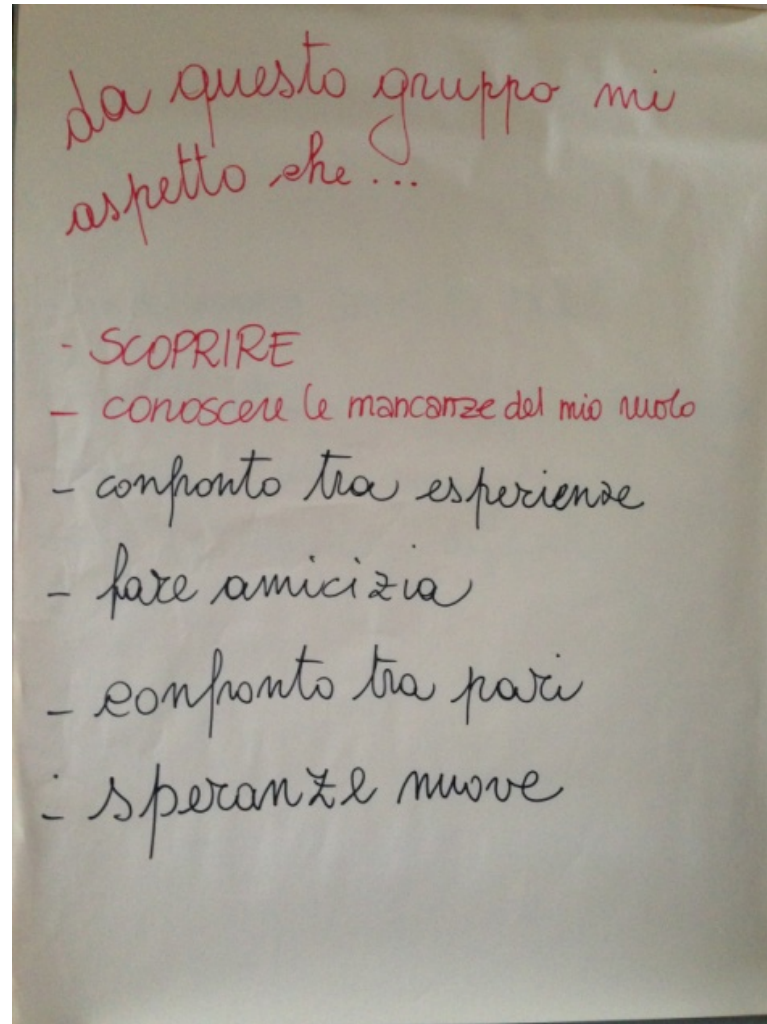 da questo gruppo mi
aspetto che...
- SCOPRIRE
- conoscere le mancanze del mio ruolo
- confronto tra esperienze
- fare amicizia
- confronto tra pari
- speranze nuove